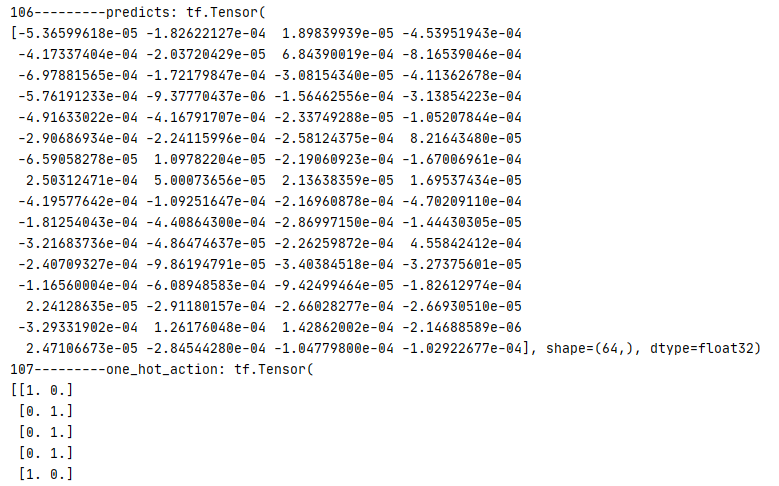 106---------predicts: tf.Tensor(
[-5.36599618e-05 -1.82622127e-04  1.89839939e-05 -4.53951943e-04
 -4.17337404e-04 -2.03720429e-05  6.84390019e-04 -8.16539046e-04
 -6.97881565e-04 -1.72179847e-04 -3.08154340e-05 -4.11362678e-04
 -5.76191233e-04 -9.37770437e-06 -1.56462556e-04 -3.13854223e-04
 -4.91633022e-04 -4.16791707e-04 -2.33749288e-05 -1.05207844e-04
 -2.90686934e-04 -2.24115996e-04 -2.58124375e-04  8.21643480e-05
 -6.59058278e-05  1.09782204e-05 -2.19060923e-04 -1.67006961e-04
  2.50312471e-04  5.00073656e-05  2.13638359e-05  1.69537434e-05
 -4.19577642e-04 -1.09251647e-04 -2.16960878e-04 -4.70209110e-04
 -1.81254043e-04 -4.40864300e-04 -2.86997150e-04 -1.44430305e-05
 -3.21683736e-04 -4.86474637e-05 -2.26259872e-04  4.55842412e-04
 -2.40709327e-04 -9.86194791e-05 -3.40384518e-04 -3.27375601e-05
 -1.16560004e-04 -6.08948583e-04 -9.42499464e-05 -1.82612974e-04
  2.24128635e-05 -2.91180157e-04 -2.66028277e-04 -2.66930510e-05
 -3.29331902e-04  1.26176048e-04  1.42862002e-04 -2.14688589e-06
  2.47106673e-05 -2.84544280e-04 -1.04779800e-04 -1.02922677e-04], shape=(64,), dtype=float32)
107---------one_hot_action: tf.Tensor(
[[1. 0.]
 [0. 1.]
 [0. 1.]
 [0. 1.]
 [1. 0.]